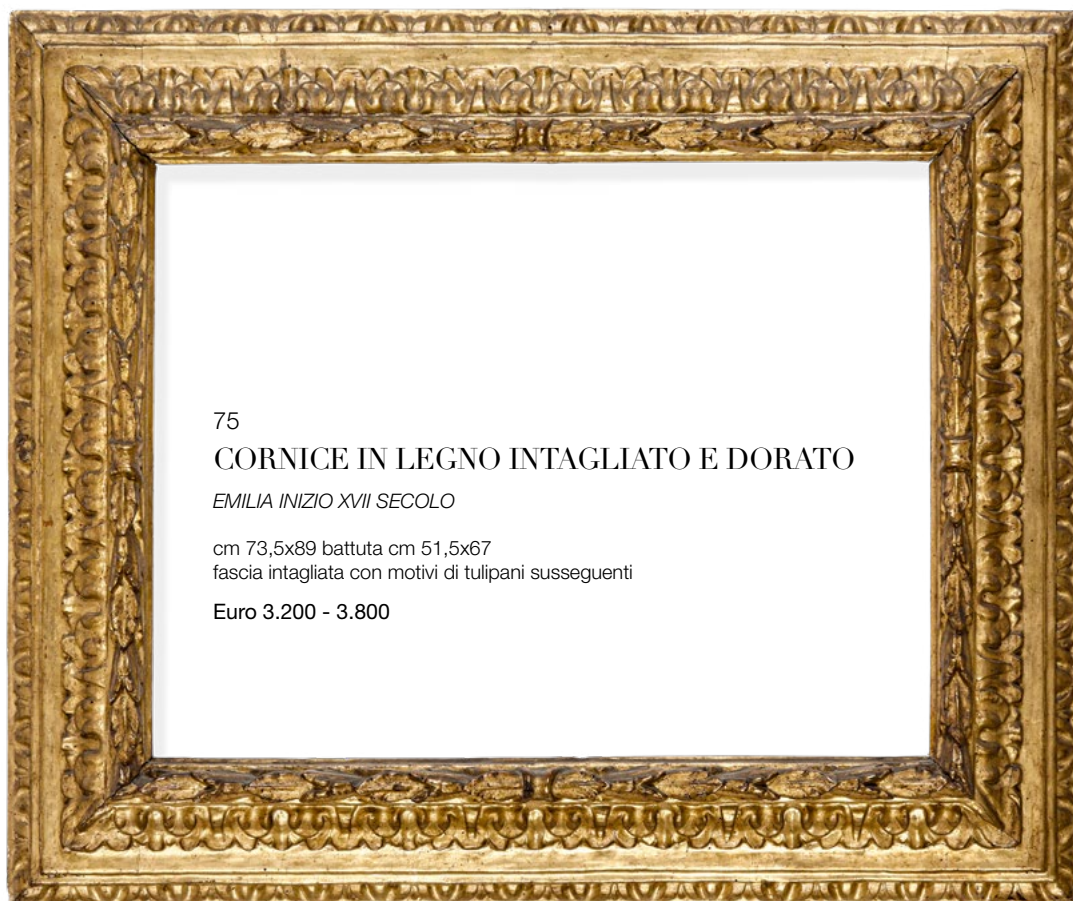 75
CORNICE IN LEGNO INTAGLIATO E DORATO
EMILIA INIZIO XVII SECOLO
cm 73,5x89 battuta cm 51,5x67
fascia intagliata con motivi di tulipani susseguenti
Euro 3.200 - 3.800